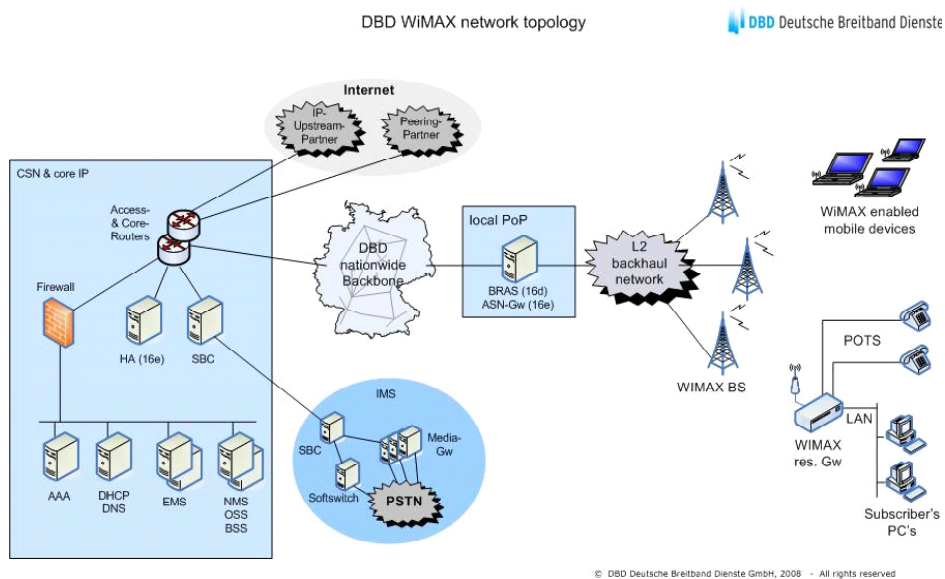 DBD WiMAX network topology
DBD Deutsche Breitband Dienste
Internet
IP-
Upstream-
Partner
Peering-
Partner
CSN & core IP
Access-
& Core-
Routers
Firewall
HA (16e)
SBC
AAA
DHCP
DNS
EMS
NMS
OSS
BSS
DBD
nationwide
Backbone
local PoP
BRAS (16d)
ASN-Gw (16e)
L2
backhaul
network
WIMAX BS
WiMAX enabled
mobile devices
POTS
LAN
WIMAX
res. Gw
Subscriber's
PC's
IMS
SBC
Media-
Gw
Softswitch
PSTN
© DBD Deutsche Breitband Dienste GmbH, 2008 - All rights reserved